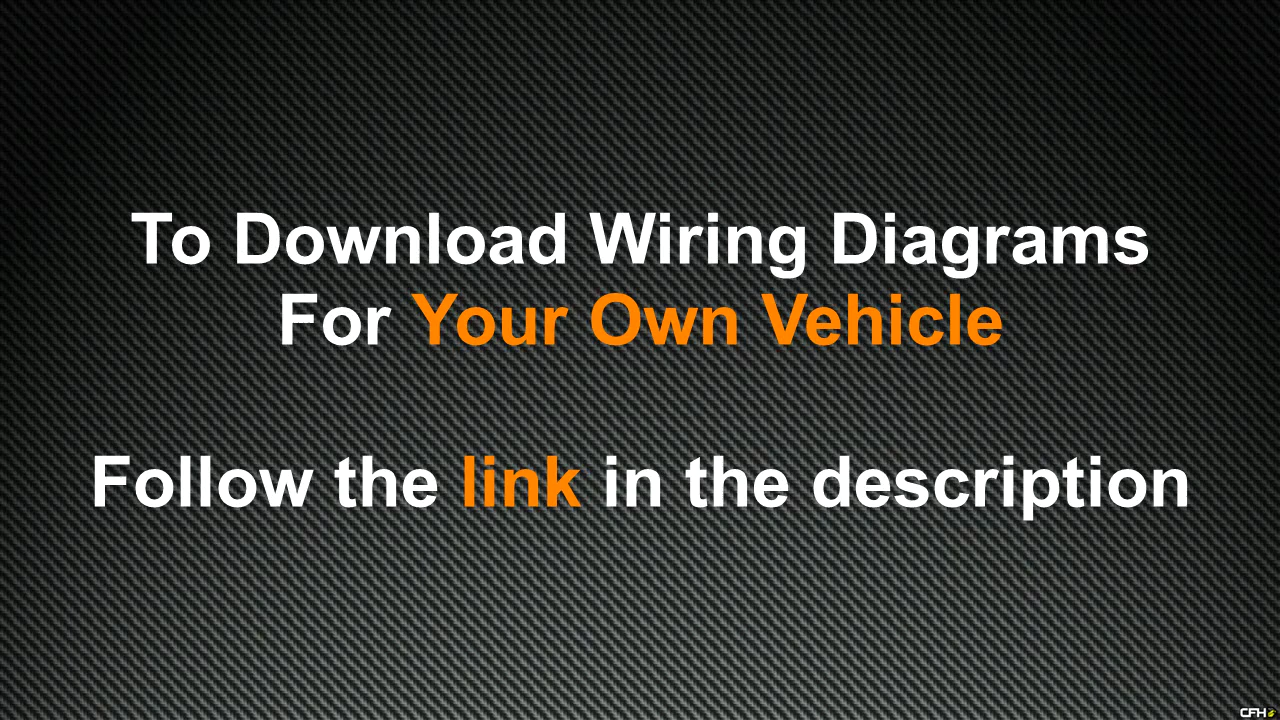 To Download Wiring Diagrams
For Your Own Vehicle
Follow the link in the description
CFH